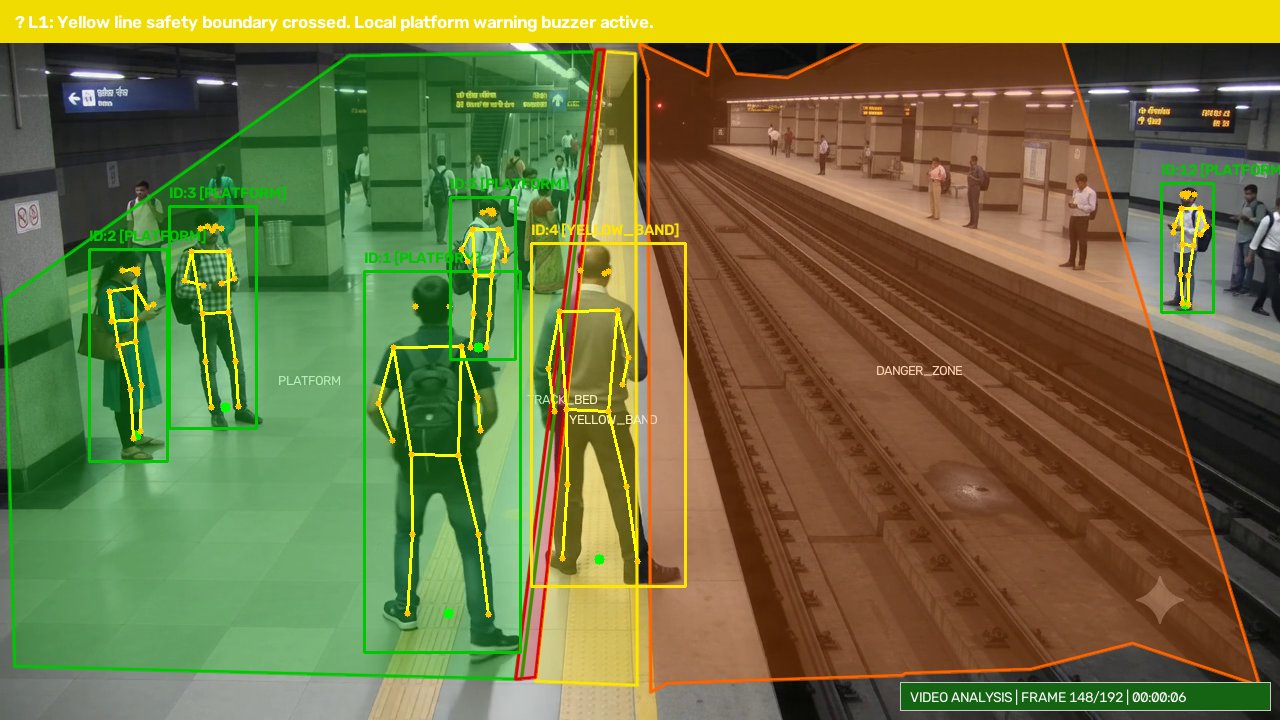 ? L1: Yellow line safety boundary crossed. Local platform warning buzzer active.
ID:3 [PLATFORM]
ID:2 [PLATFORM]
[PLATFORM]
ID:4 [YELLOW_BAND]
ID:1 [PLATFORM]
PLATFORM
TRACK_BED
YELLOW_BAND
DANGER_ZONE
VIDEO ANALYSIS | FRAME 148/192 | 00:00:06